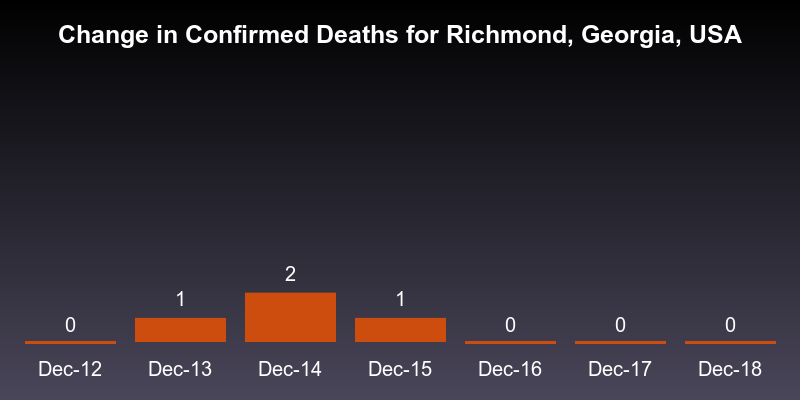 Change in Confirmed Deaths for Richmond, Georgia, USA
0 1 2 1 0 0 0
Dec-12 Dec-13 Dec-14 Dec-15 Dec-16 Dec-17 Dec-18